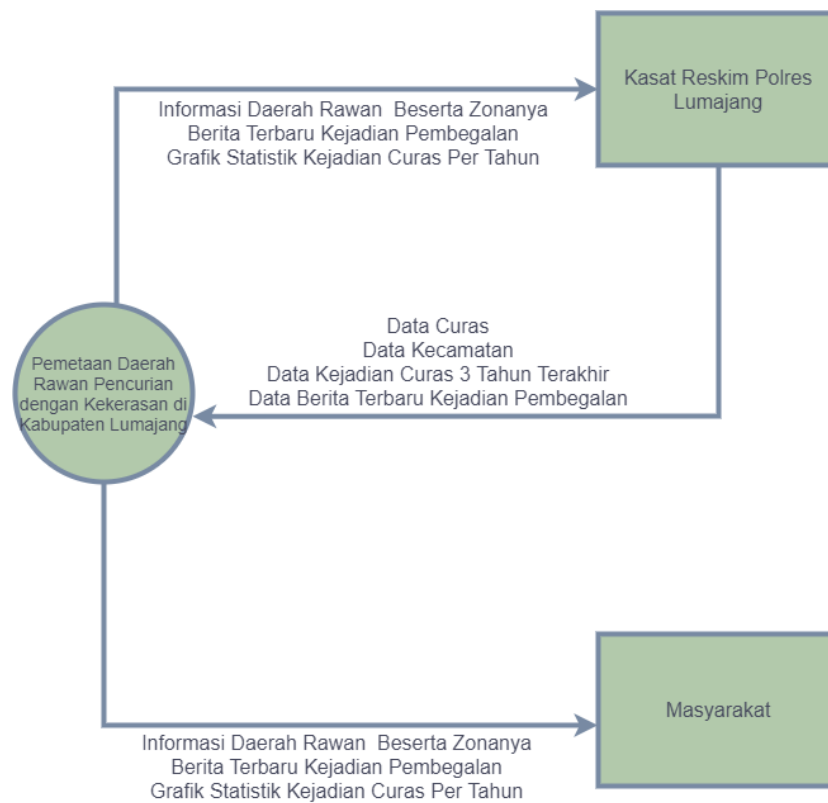 Kasat Reskim Polres
Lumajang
Informasi Daerah Rawan Beserta Zonanya
Berita Terbaru Kejadian Pembegalan
Grafik Statistik Kejadian Curas Per Tahun
Data Curas
Data Kecamatan
Data Kejadian Curas 3 Tahun Terakhir
Data Berita Terbaru Kejadian Pembegalan
Pemetaan Daerah
Rawan Pencurian
dengan Kekerasan di
Kabupaten Lumajang
Masyarakat
Informasi Daerah Rawan Beserta Zonanya
Berita Terbaru Kejadian Pembegalan
Grafik Statistik Kejadian Curas Per Tahun